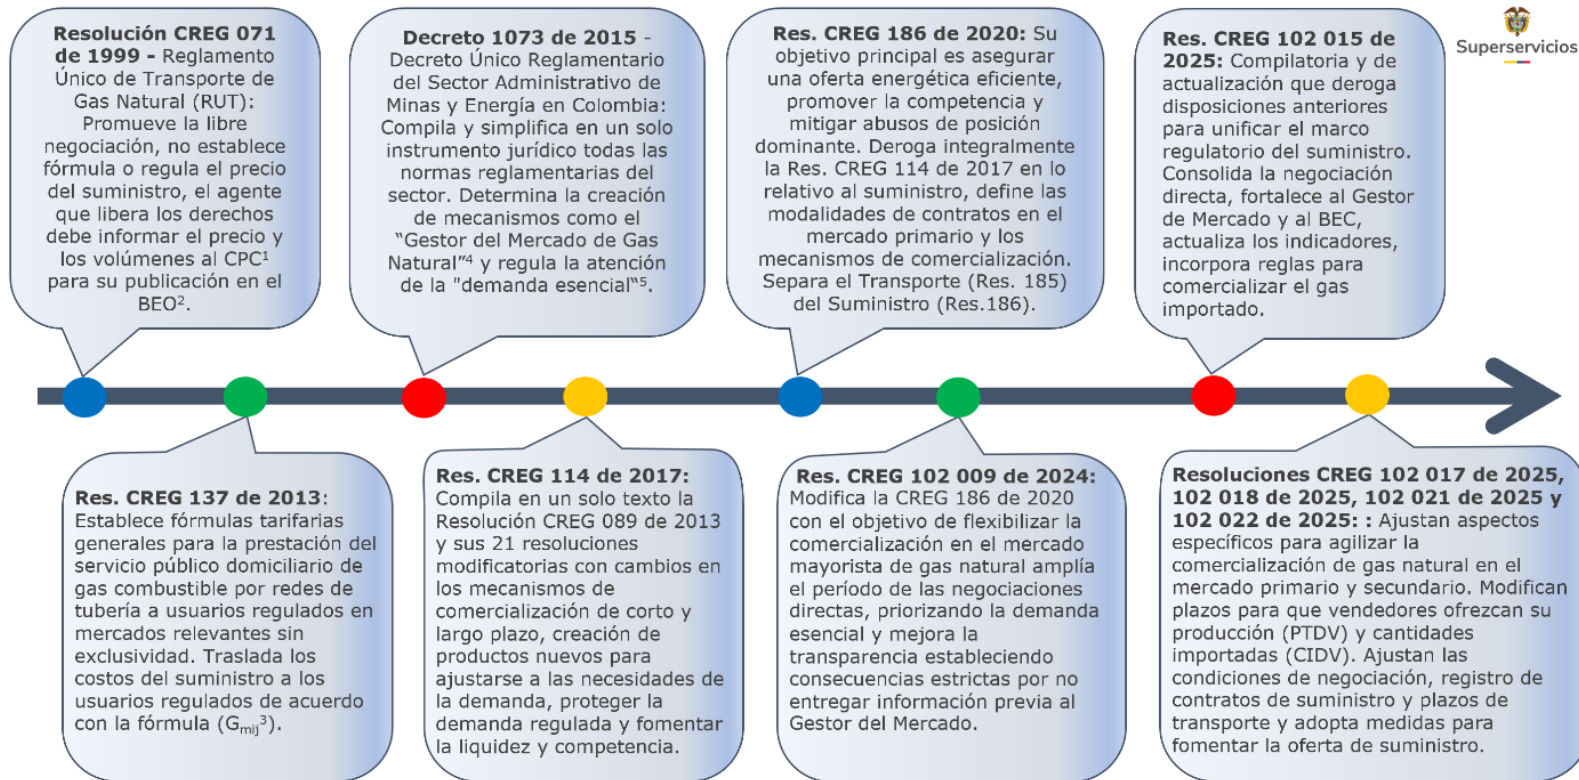 Resolución CREG 071
de 1999 - Reglamento
Único de Transporte de
Gas Natural (RUT):
Promueve la libre
negociación, no establece
fórmula o regula el precio
del suministro, el agente
que libera los derechos
debe informar el precio y
los volúmenes al CPC¹
para su publicación en el
BEO².
Decreto 1073 de 2015 -
Decreto Único Reglamentario
del Sector Administrativo de
Minas y Energía en Colombia:
Compila y simplifica en un solo
instrumento jurídico todas las
normas reglamentarias del
sector. Determina la creación
de mecanismos como el
“Gestor del Mercado de Gas
Natural”⁴ y regula la atención
de la "demanda esencial“⁵.
Res. CREG 186 de 2020: Su
objetivo principal es asegurar
una oferta energética eficiente,
promover la competencia y
mitigar abusos de posición
dominante. Deroga integralmente
la Res. CREG 114 de 2017 en lo
relativo al suministro, define las
modalidades de contratos en el
mercado primario y los
mecanismos de comercialización.
Separa el Transporte (Res. 185)
del Suministro (Res.186).
Res. CREG 102 015 de
2025: Compilatoria y de
actualización que deroga
disposiciones anteriores
para unificar el marco
regulatorio del suministro.
Consolida la negociación
directa, fortalece al Gestor
de Mercado y al BEC,
actualiza los indicadores,
incorpora reglas para
comercializar el gas
importado.
Superservicios
Res. CREG 137 de 2013:
Establece fórmulas tarifarias
generales para la prestación del
servicio público domiciliario de
gas combustible por redes de
tubería a usuarios regulados en
mercados relevantes sin
exclusividad. Traslada los
costos del suministro a los
usuarios regulados de acuerdo
con la fórmula (Gmij³).
Res. CREG 114 de 2017:
Compila en un solo texto la
Resolución CREG 089 de 2013
y sus 21 resoluciones
modificatorias con cambios en
los mecanismos de
comercialización de corto y
largo plazo, creación de
productos nuevos para
ajustarse a las necesidades de
la demanda, proteger la
demanda regulada y fomentar
la liquidez y competencia.
Res. CREG 102 009 de 2024:
Modifica la CREG 186 de 2020
con el objetivo de flexibilizar la
comercialización en el mercado
mayorista de gas natural amplía
el período de las negociaciones
directas, priorizando la demanda
esencial y mejora la
transparencia estableciendo
consecuencias estrictas por no
entregar información previa al
Gestor del Mercado.
Resoluciones CREG 102 017 de 2025,
102 018 de 2025, 102 021 de 2025 y
102 022 de 2025: : Ajustan aspectos
específicos para agilizar la
comercialización de gas natural en el
mercado primario y secundario. Modifican
plazos para que vendedores ofrezcan su
producción (PTDV) y cantidades
importadas (CIDV). Ajustan las
condiciones de negociación, registro de
contratos de suministro y plazos de
transporte y adopta medidas para
fomentar la oferta de suministro.